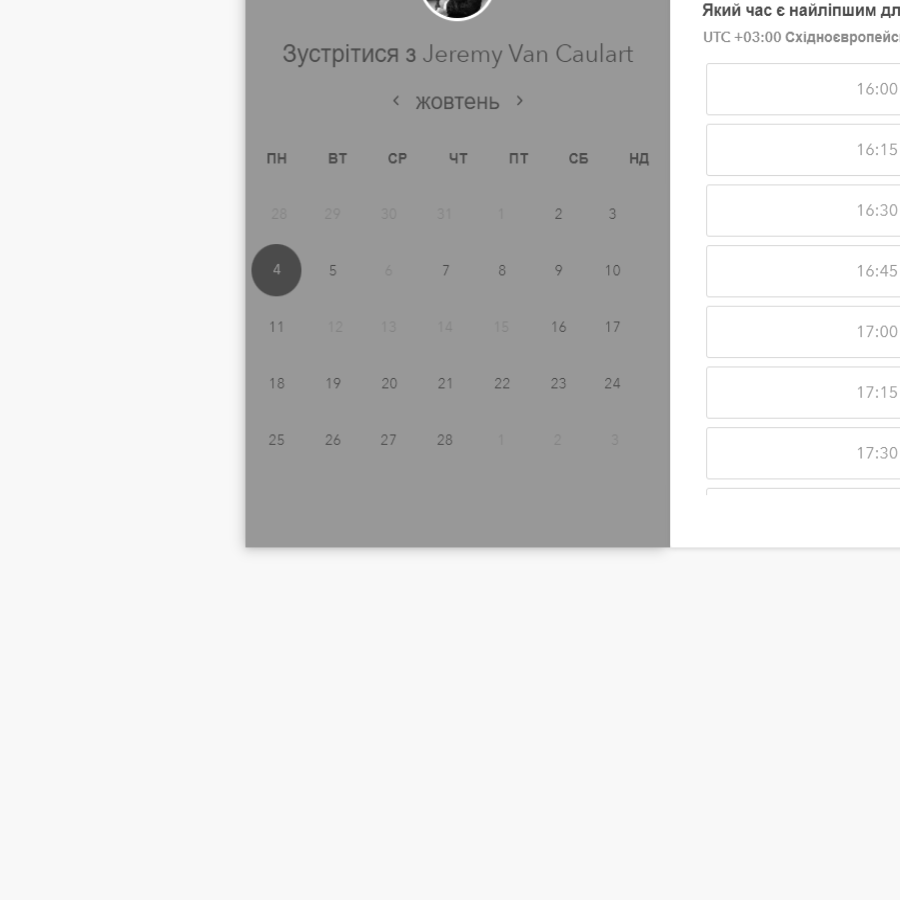 Зустрітися з Jeremy Van Caulart
‹ жовтень ›
ПН ВТ СР ЧТ ПТ СБ НД
28 29 30 31 1 2 3
4 5 6 7 8 9 10
11 12 13 14 15 16 17
18 19 20 21 22 23 24
25 26 27 28 1 2 3
Який час є найліпшим
UTC +03:00
16:00
16:15
16:30
16:45
17:00
17:15
17:30